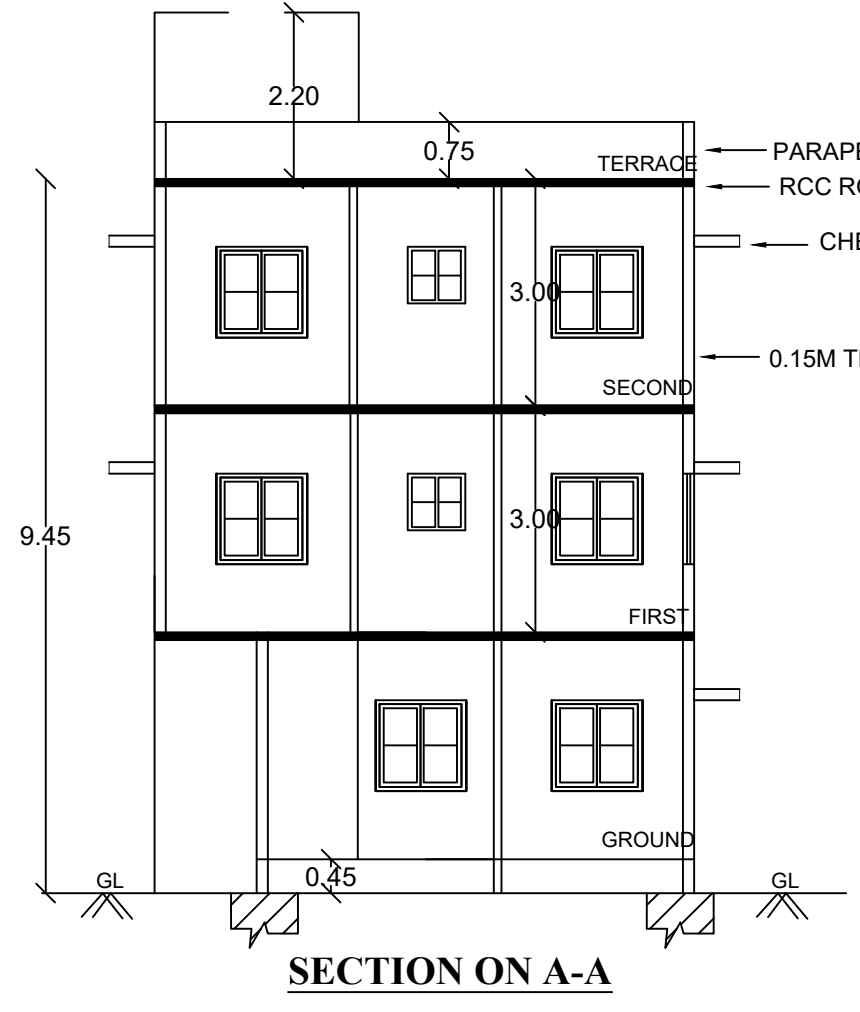 2.20
0.75
TERRACE
PARAPE
RCC RO
CHE
3.00
0.15M T
SECOND
9.45
3.00
FIRST
GROUND
0.45
GL
GL
SECTION ON A-A